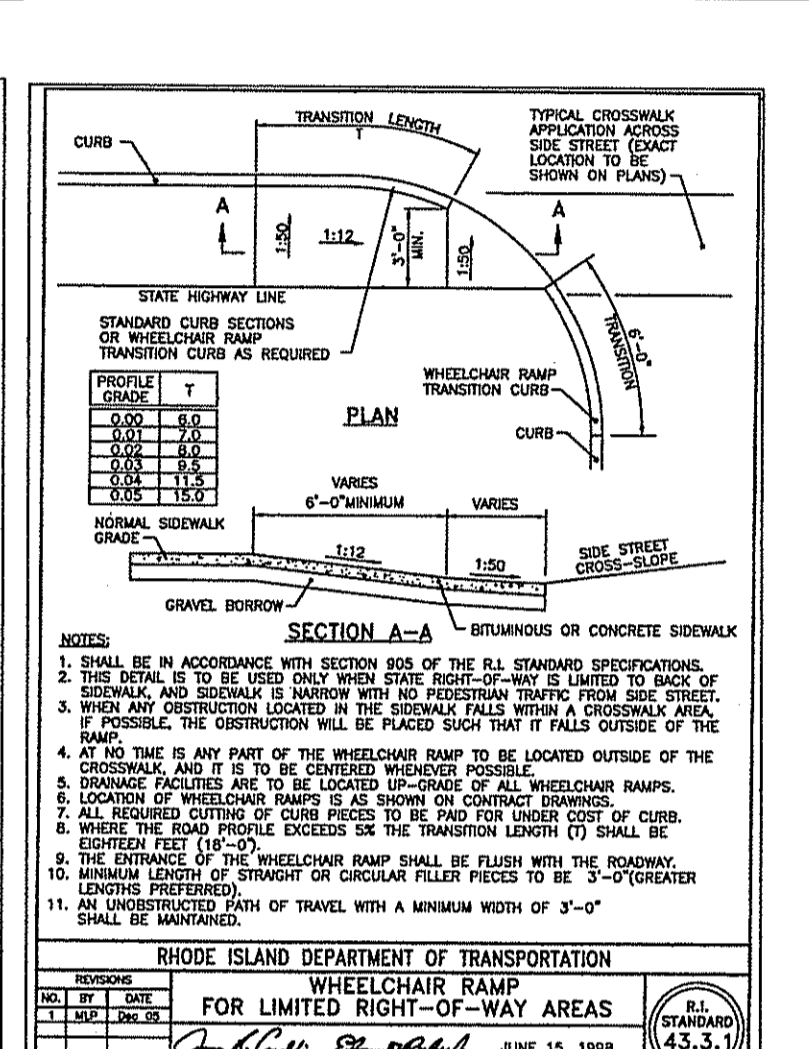 TRANSITION LENGTH
T
TYPICAL CROSSWALK
APPLICATION ACROSS
SIDE STREET (EXACT
LOCATION TO BE
SHOWN ON PLANS)
CURB
A
A
1:50
1:12
3'-0"
MIN.
1:50
STATE HIGHWAY LINE
STANDARD CURB SECTIONS
OR WHEELCHAIR RAMP
TRANSITION CURB AS REQUIRED
6'-0"
TRANSITION
WHEELCHAIR RAMP
TRANSITION CURB
CURB
PROFILE GRADE T
0.00 6.0
0.01 7.0
0.02 8.0
0.03 9.5
0.04 11.5
0.05 15.0
PLAN
VARIES
6'-0"MINIMUM
VARIES
NORMAL SIDEWALK
GRADE
1:12
1:50
SIDE STREET
CROSS-SLOPE
GRAVEL BORROW
SECTION A-A
BITUMINOUS OR CONCRETE SIDEWALK
NOTES:
1. SHALL BE IN ACCORDANCE WITH SECTION 905 OF THE R.I. STANDARD SPECIFICATIONS.
2. THIS DETAIL IS TO BE USED ONLY WHEN STATE RIGHT-OF-WAY IS LIMITED TO BACK OF
SIDEWALK, AND SIDEWALK IS NARROW WITH NO PEDESTRIAN TRAFFIC FROM SIDE STREET.
3. WHEN ANY OBSTRUCTION LOCATED IN THE SIDEWALK FALLS WITHIN A CROSSWALK AREA,
IF POSSIBLE, THE OBSTRUCTION WILL BE PLACED SUCH THAT IT FALLS OUTSIDE OF THE
RAMP.
4. AT NO TIME IS ANY PART OF THE WHEELCHAIR RAMP TO BE LOCATED OUTSIDE OF THE
CROSSWALK, AND IT IS TO BE CENTERED WHENEVER POSSIBLE.
5. DRAINAGE FACILITIES ARE TO BE LOCATED UP-GRADE OF ALL WHEELCHAIR RAMPS.
6. LOCATION OF WHEELCHAIR RAMPS IS AS SHOWN ON CONTRACT DRAWINGS.
7. ALL REQUIRED CUTTING OF CURB PIECES TO BE PAID FOR UNDER COST OF CURB.
8. WHERE THE ROAD PROFILE EXCEEDS 5% THE TRANSITION LENGTH (T) SHALL BE
EIGHTEEN FEET (18'-0").
9. THE ENTRANCE OF THE WHEELCHAIR RAMP SHALL BE FLUSH WITH THE ROADWAY.
10. MINIMUM LENGTH OF STRAIGHT OR CIRCULAR FILLER PIECES TO BE 3'-0"(GREATER
LENGTHS PREFERRED).
11. AN UNOBSTRUCTED PATH OF TRAVEL WITH A MINIMUM WIDTH OF 3'-0"
SHALL BE MAINTAINED.
RHODE ISLAND DEPARTMENT OF TRANSPORTATION
REVISIONS
NO. BY DATE
1 MLP Dec 05
WHEELCHAIR RAMP
FOR LIMITED RIGHT-OF-WAY AREAS
JUNE 15, 1998
R.I.
STANDARD
43.3.1